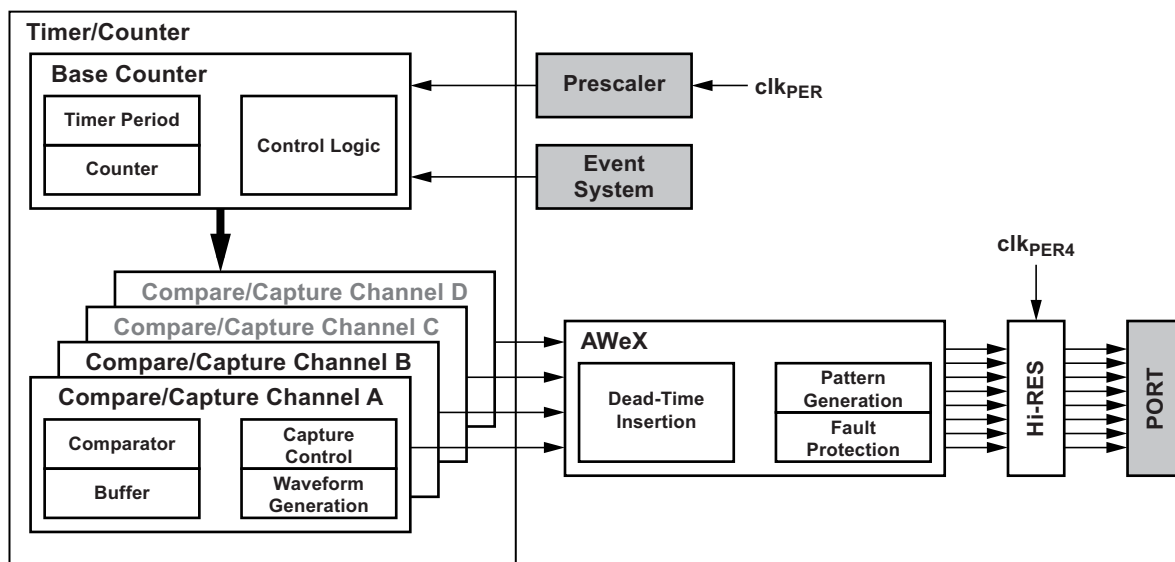 Timer/Counter
Base Counter
Timer Period
Counter
Control Logic
Prescaler
clkPER
Event
System
Compare/Capture Channel D
Compare/Capture Channel C
Compare/Capture Channel B
Compare/Capture Channel A
Comparator
Buffer
Capture
Control
Waveform
Generation
AWeX
Dead-Time
Insertion
Pattern
Generation
Fault
Protection
clkPER4
Hi-RES
PORT